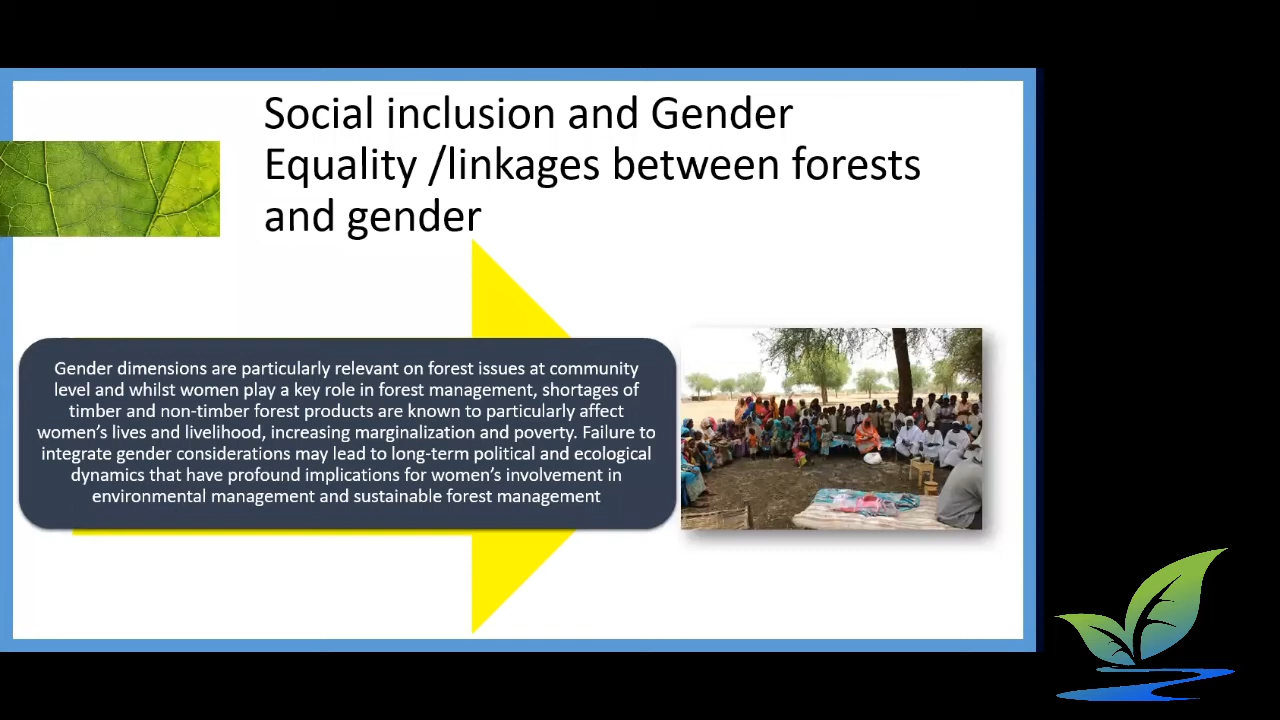 Social inclusion and Gender
Equality /linkages between forests
and gender
Gender dimensions are particularly relevant on forest issues at community
level and whilst women play a key role in forest management, shortages of
timber and non-timber forest products are known to particularly affect
women’s lives and livelihood, increasing marginalization and poverty. Failure to
integrate gender considerations may lead to long-term political and ecological
dynamics that have profound implications for women’s involvement in
environmental management and sustainable forest management